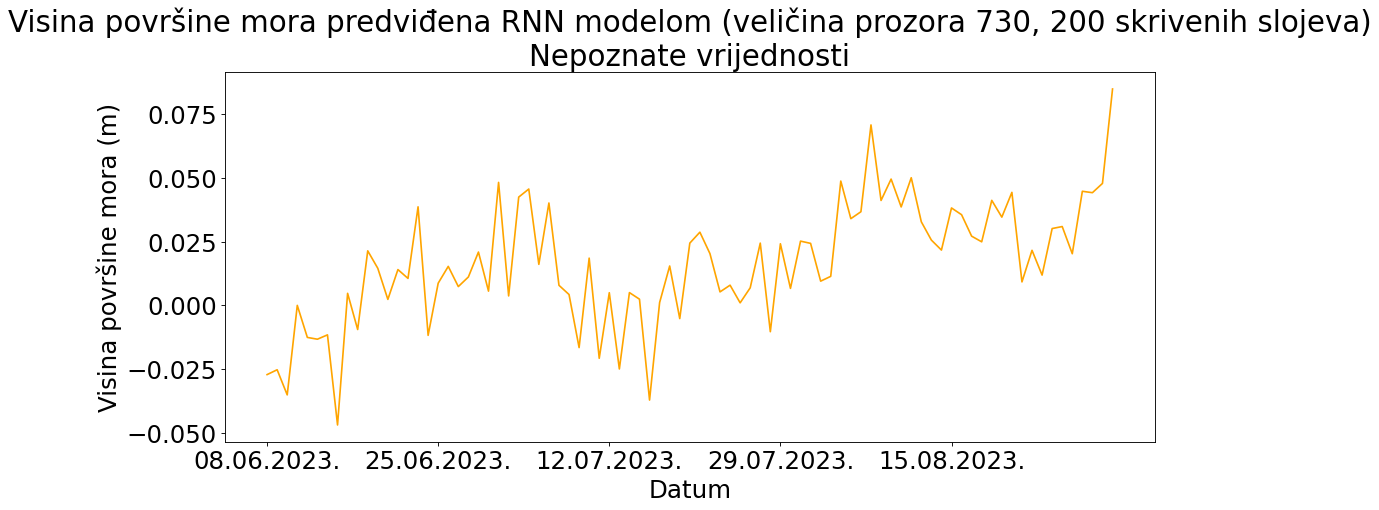 Visina površine mora predviđena RNN modelom (veličina prozora 730, 200 skrivenih slojeva)
Nepoznate vrijednosti
Visina površine mora (m)
0.075
0.050
0.025
0.000
−0.025
−0.050
08.06.2023. 25.06.2023. 12.07.2023. 29.07.2023. 15.08.2023.
Datum